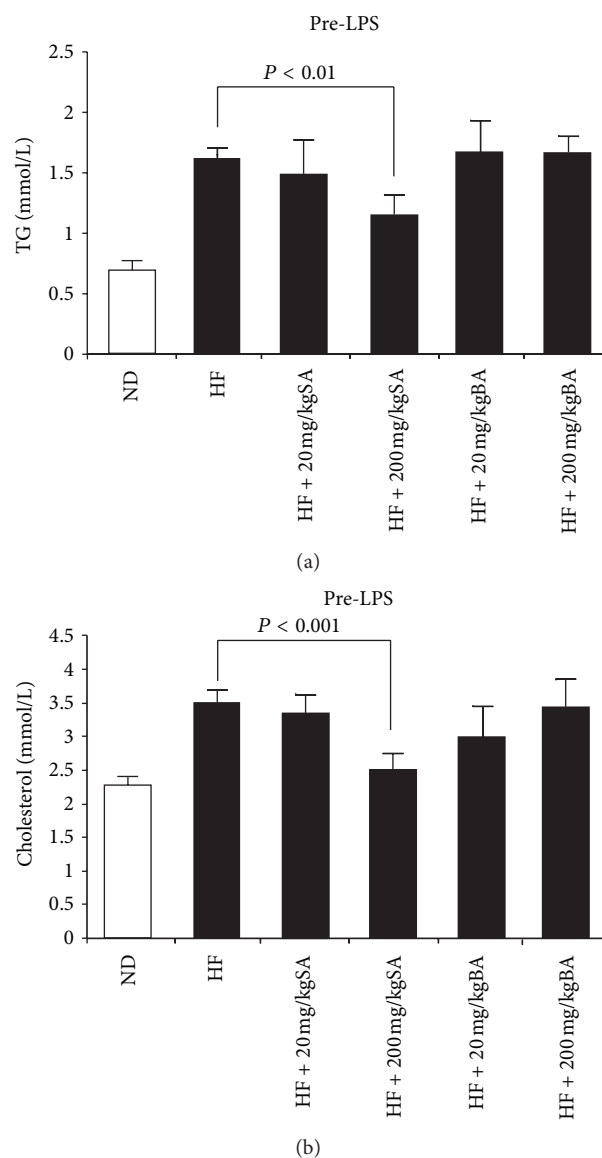 Pre-LPS
P < 0.01
TG (mmol/L)
2.5
2
1.5
1
0.5
0
ND
HF
HF + 20 mg/kgSA
HF + 200 mg/kgSA
HF + 20 mg/kgBA
HF + 200 mg/kgBA
(a)
Pre-LPS
P < 0.001
Cholesterol (mmol/L)
4.5
4
3.5
3
2.5
2
1.5
1
0.5
0
ND
HF
HF + 20 mg/kgSA
HF + 200 mg/kgSA
HF + 20 mg/kgBA
HF + 200 mg/kgBA
(b)